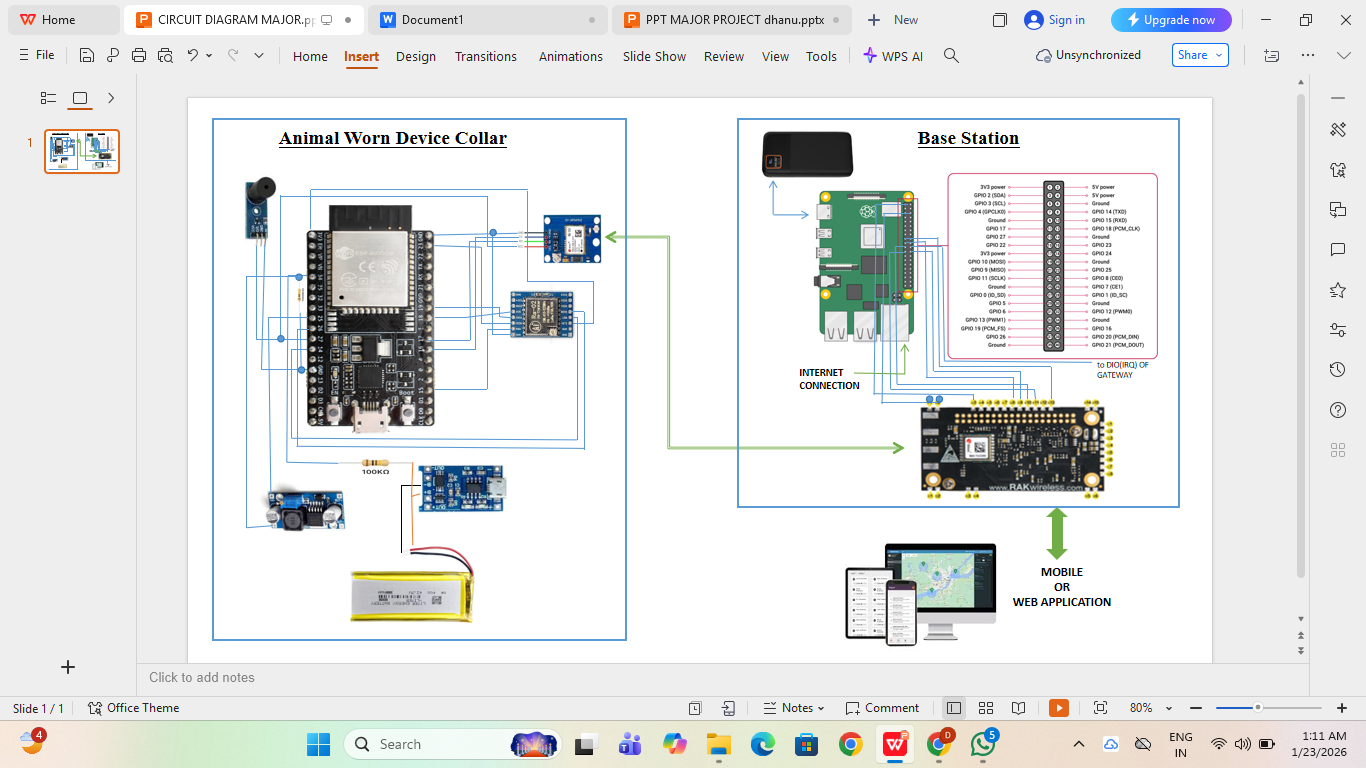 Home
CIRCUIT DIAGRAM MAJOR.pp
Document1
PPT MAJOR PROJECT dhanu.pptx
New
Sign in
Upgrade now
File
Home
Insert
Design
Transitions
Animations
Slide Show
Review
View
Tools
WPS AI
Unsynchronized
Share
1
Animal Worn Device Collar
100KΩ
Base Station
3V3 power
5V power
GPIO 2 (SDA)
5V power
GPIO 3 (SCL)
Ground
GPIO 4 (GPCLK0)
GPIO 14 (TXD)
Ground
GPIO 15 (RXD)
GPIO 17
GPIO 18 (PCM_CLK)
GPIO 27
Ground
GPIO 22
GPIO 23
3V3 power
GPIO 24
GPIO 10 (MOSI)
Ground
GPIO 9 (MISO)
GPIO 25
GPIO 11 (SCLK)
GPIO 8 (CE0)
Ground
GPIO 7 (CE1)
GPIO 0 (ID_SD)
GPIO 1 (ID_SC)
GPIO 5
Ground
GPIO 6
GPIO 12 (PWM0)
GPIO 13 (PWM1)
Ground
GPIO 19 (PCM_FS)
GPIO 16
GPIO 26
GPIO 20 (PCM_DIN)
Ground
GPIO 21 (PCM_DOUT)
to DIO(IRQ) OF
GATEWAY
INTERNET
CONNECTION
www.RAKwireless.com
MOBILE
OR
WEB APPLICATION
Click to add notes
Slide 1 / 1
Office Theme
Notes
Comment
80%
4
Search
D
5
ENG
IN
1:11 AM
1/23/2026